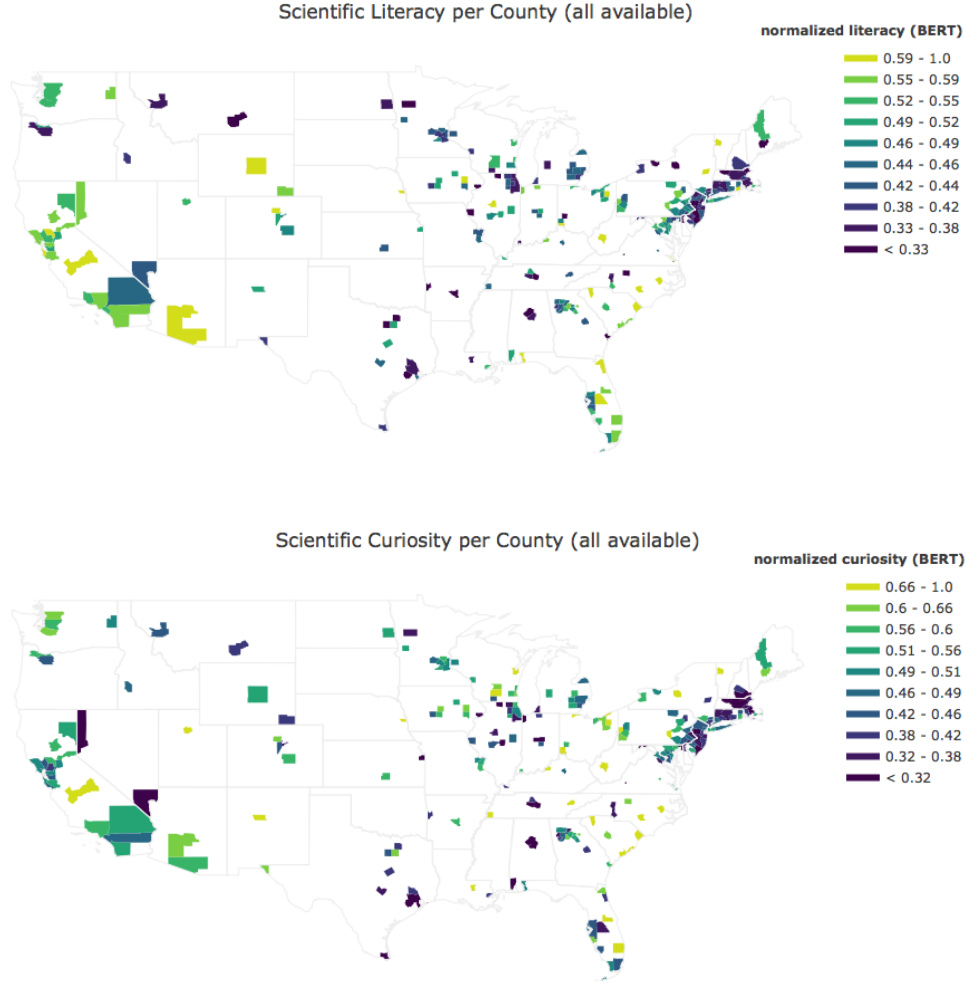 Scientific Literacy per County (all available)
normalized literacy (BERT)
0.59 - 1.0
0.55 - 0.59
0.52 - 0.55
0.49 - 0.52
0.46 - 0.49
0.44 - 0.46
0.42 - 0.44
0.38 - 0.42
0.33 - 0.38
< 0.33
Scientific Curiosity per County (all available)
normalized curiosity (BERT)
0.66 - 1.0
0.6 - 0.66
0.56 - 0.6
0.51 - 0.56
0.49 - 0.51
0.46 - 0.49
0.42 - 0.46
0.38 - 0.42
0.32 - 0.38
< 0.32